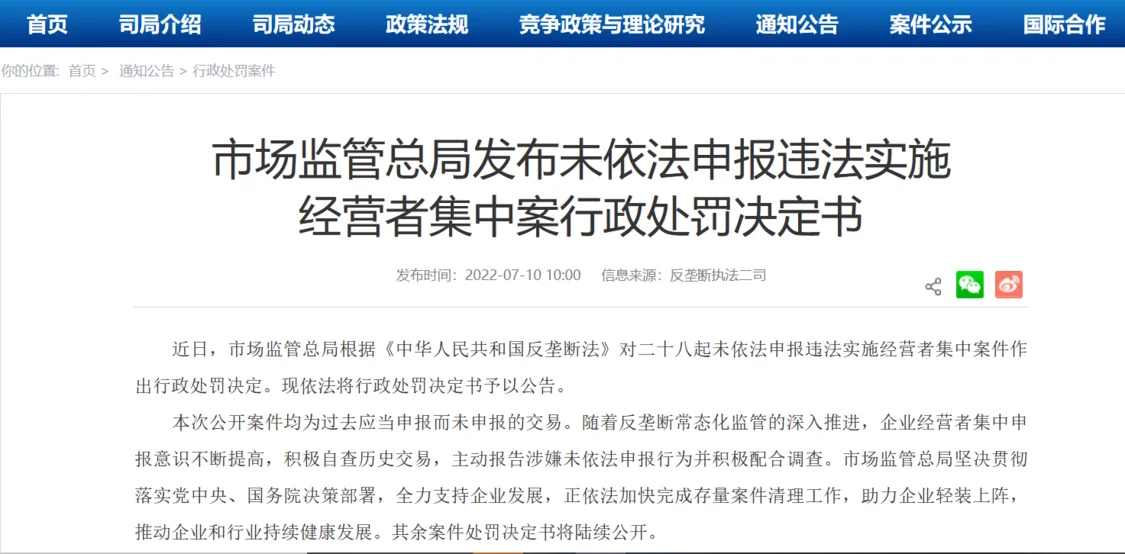 首页 司局介绍 司局动态 政策法规 竞争政策与理论研究 通知公告 案件公示 国际合作
你的位置: 首页 > 通知公告 > 行政处罚案件
市场监管总局发布未依法申报违法实施
经营者集中案行政处罚决定书
发布时间：2022-07-10 10:00 信息来源：反垄断执法二司
近日，市场监管总局根据《中华人民共和国反垄断法》对二十八起未依法申报违法实施经营者集中案件作
出行政处罚决定。现依法将行政处罚决定书予以公告。
本次公开案件均为过去应当申报而未申报的交易。随着反垄断常态化监管的深入推进，企业经营者集中申
报意识不断提高，积极自查历史交易，主动报告涉嫌未依法申报行为并积极配合调查。市场监管总局坚决贯彻
落实党中央、国务院决策部署，全力支持企业发展，正依法加快完成存量案件清理工作，助力企业轻装上阵，
推动企业和行业持续健康发展。其余案件处罚决定书将陆续公开。